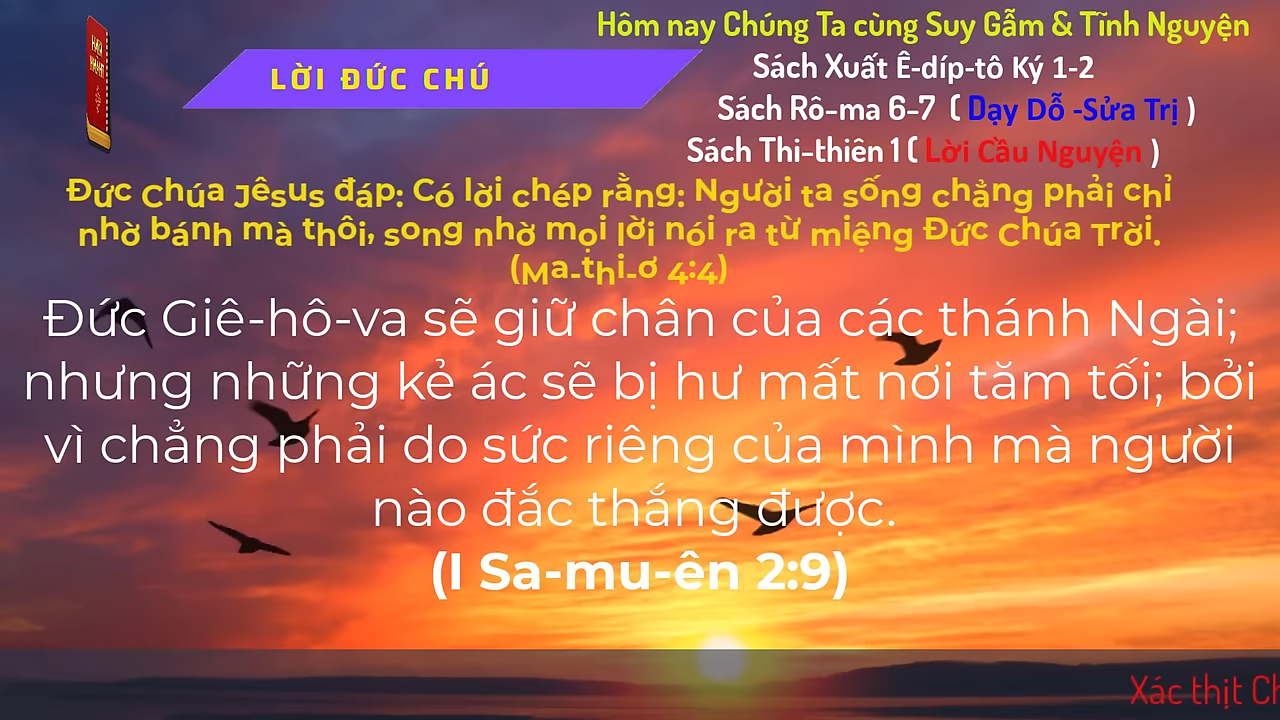 Hôm nay Chúng Ta cùng Suy Gẫm & Tĩnh Nguyện
Sách Xuất Ê-díp-tô Ký 1-2
LỜI ĐỨC CHÚ
Sách Rô-ma 6-7 ( Dạy Dỗ -Sửa Trị )
Sách Thi-thiên 1 ( Lời Cầu Nguyện )
Đức Chúa Jêsus đáp: Có lời chép rằng: Người ta sống chẳng phải chỉ
nhờ bánh mà thôi, song nhờ mọi lời nói ra từ miệng Đức Chúa Trời.
(Ma-thi-ơ 4:4)
Đức Giê-hô-va sẽ giữ chân của các thánh Ngài;
nhưng những kẻ ác sẽ bị hư mất nơi tăm tối; bởi
vì chẳng phải do sức riêng của mình mà người
nào đắc thắng được.
(I Sa-mu-ên 2:9)
Xác thịt Ch